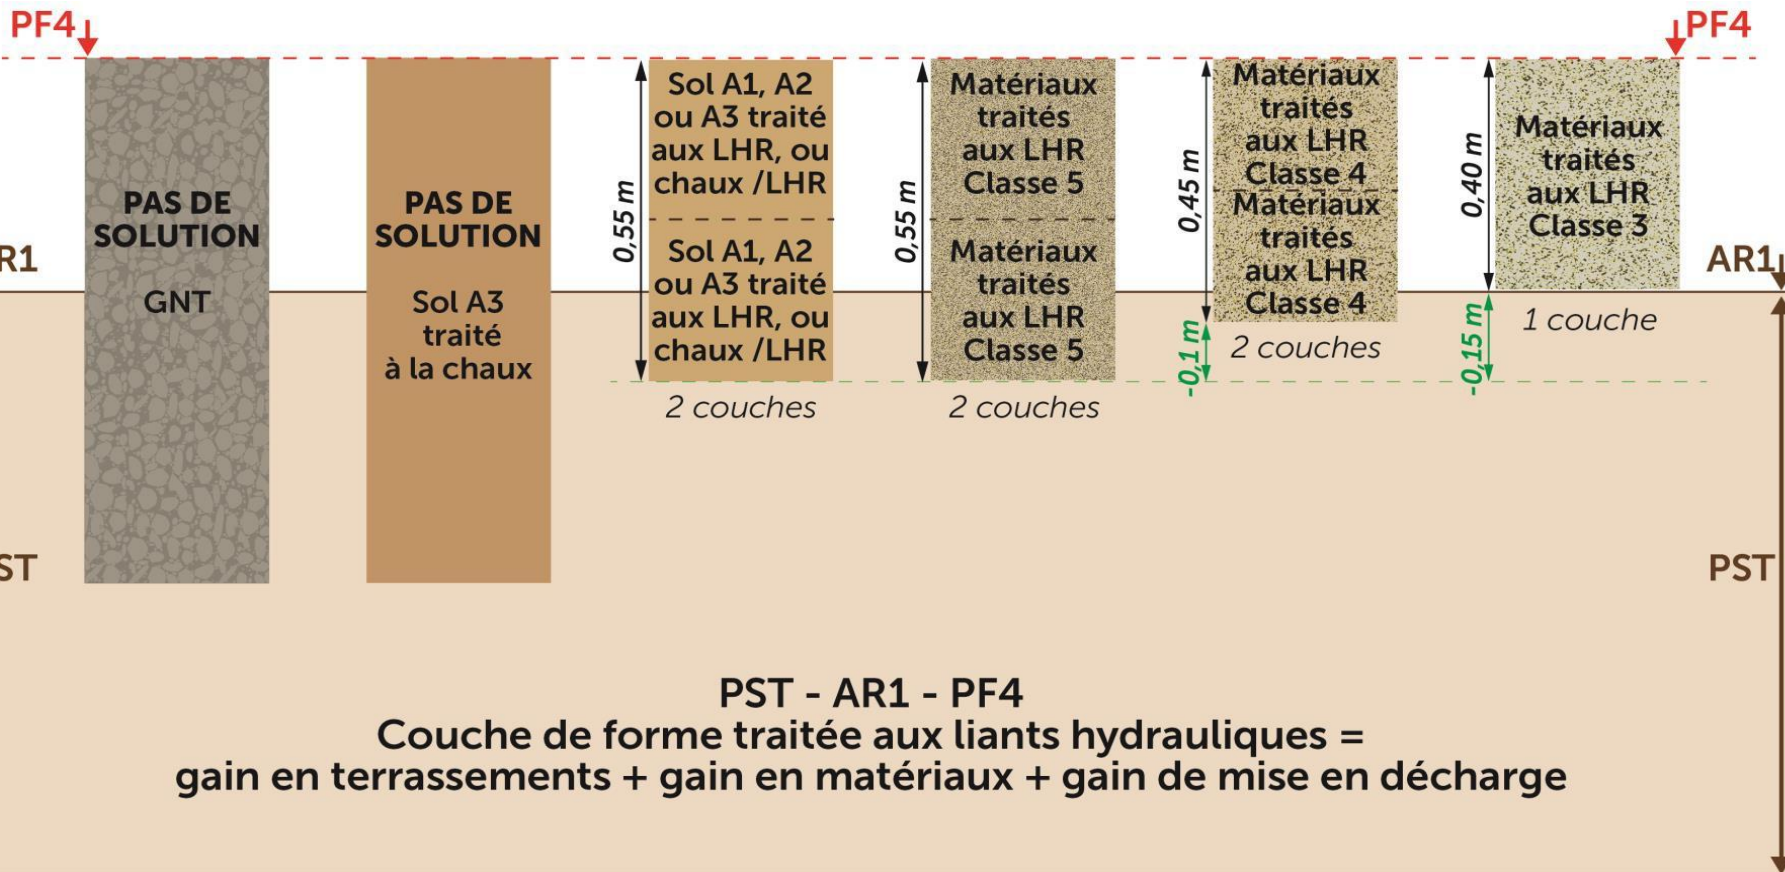 PF4
PF4
R1
AR1
ST
PST
PAS DE
SOLUTION
GNT
PAS DE
SOLUTION
Sol A3
traité
à la chaux
0,55 m
Sol A1, A2
ou A3 traité
aux LHR, ou
chaux /LHR
Sol A1, A2
ou A3 traité
aux LHR, ou
chaux /LHR
2 couches
0,55 m
Matériaux
traités
aux LHR
Classe 5
Matériaux
traités
aux LHR
Classe 5
2 couches
0,45 m
-0,1 m
Matériaux
traités
aux LHR
Classe 4
Matériaux
traités
aux LHR
Classe 4
2 couches
0,40 m
-0,15 m
Matériaux
traités
aux LHR
Classe 3
1 couche
PST - AR1 - PF4
Couche de forme traitée aux liants hydrauliques =
gain en terrassements + gain en matériaux + gain de mise en décharge